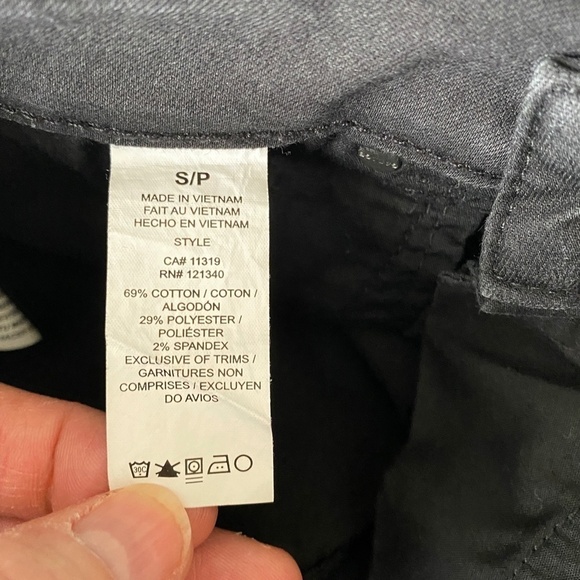 S/P
MADE IN VIETNAM
FAIT AU VIETNAM
HECHO EN VIETNAM
STYLE
CA# 11319
RN# 121340
69% COTTON / COTON /
ALGODÓN
29% POLYESTER /
POLIÉSTER
2% SPANDEX
EXCLUSIVE OF TRIMS /
GARNITURES NON
COMPRISES / EXCLUYEN
DO AVIOS
30C